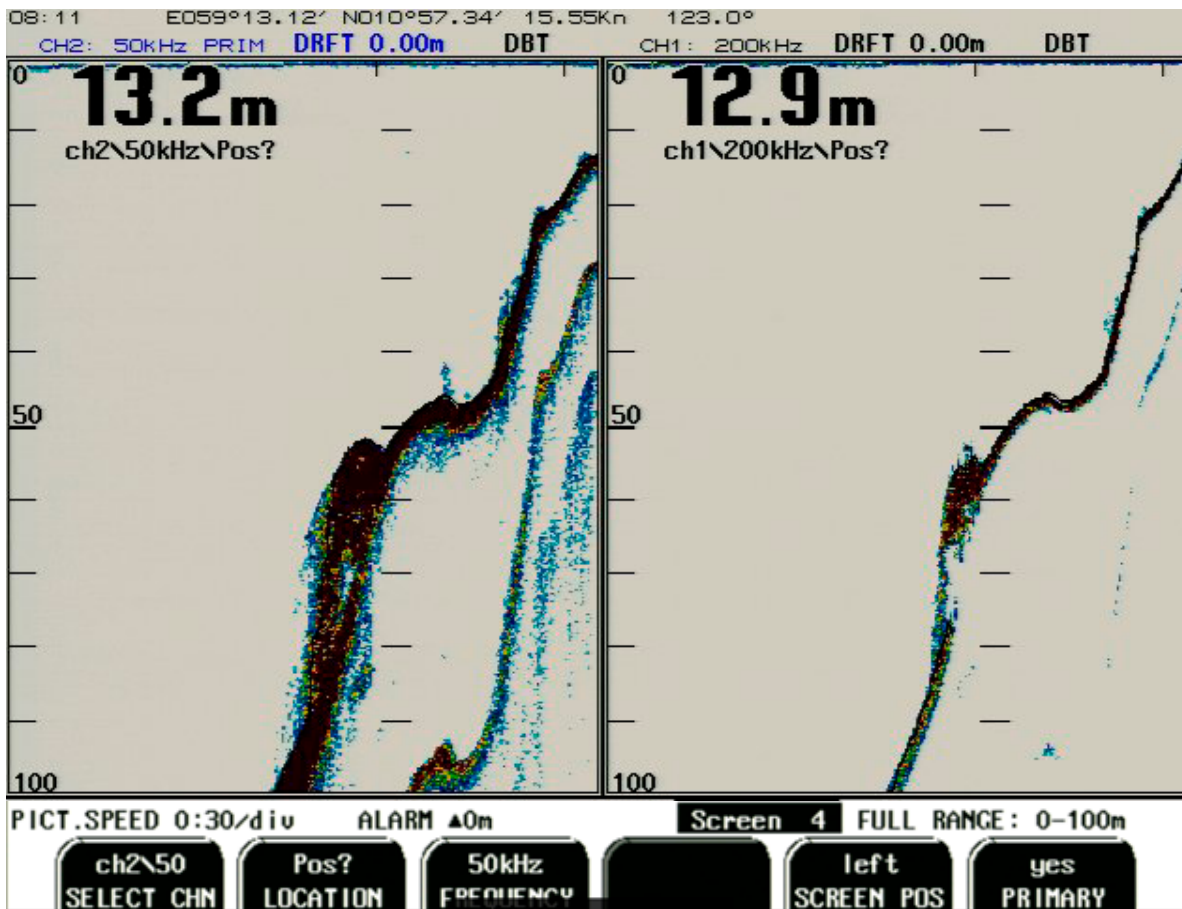 08:11 E059°13.12' N010°57.34' 15.55Kn 123.0°
CH2: 50kHz PRIM DRFT 0.00m DBT
CH1: 200kHz DRFT 0.00m DBT
0
13.2m
ch2\50kHz\Pos?
50
100
0
12.9m
ch1\200kHz\Pos?
50
100
PICT.SPEED 0:30/div ALARM ▲0m Screen 4 FULL RANGE: 0-100m
ch2\50 Pos? 50kHz left yes
SELECT CHN LOCATION FREQUENCY SCREEN POS PRIMARY